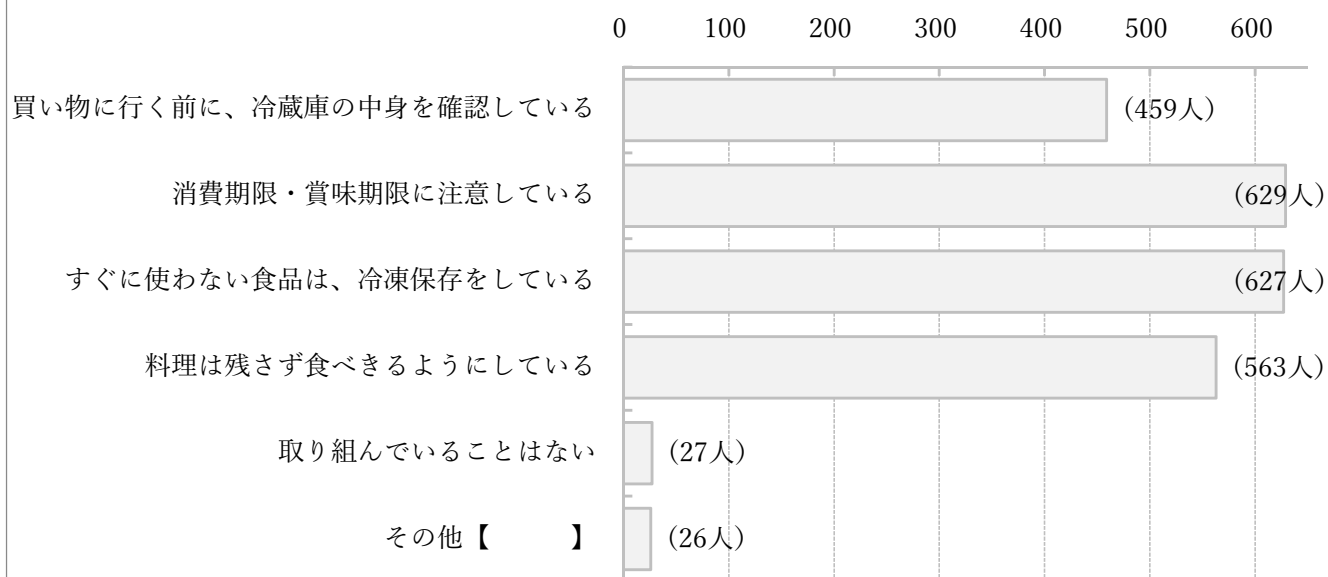 0 100 200 300 400 500 600
買い物に行く前に、冷蔵庫の中身を確認している (459人)
消費期限・賞味期限に注意している (629人)
すぐに使わない食品は、冷凍保存をしている (627人)
料理は残さず食べきるようにしている (563人)
取り組んでいることはない (27人)
その他【　　　】 (26人)